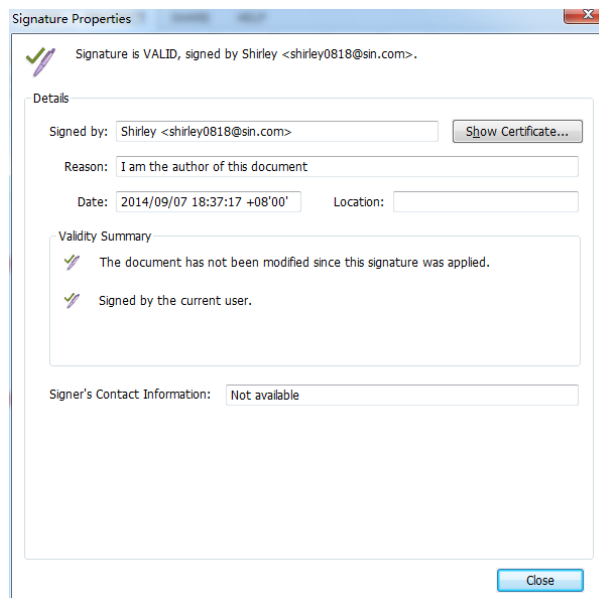 Signature Properties
SHARE HELP
Signature is VALID, signed by Shirley <shirley0818@sin.com>.
Details
Signed by: Shirley <shirley0818@sin.com> Show Certificate...
Reason: I am the author of this document
Date: 2014/09/07 18:37:17 +08'00' Location:
Validity Summary
The document has not been modified since this signature was applied.
Signed by the current user.
Signer's Contact Information: Not available
Close